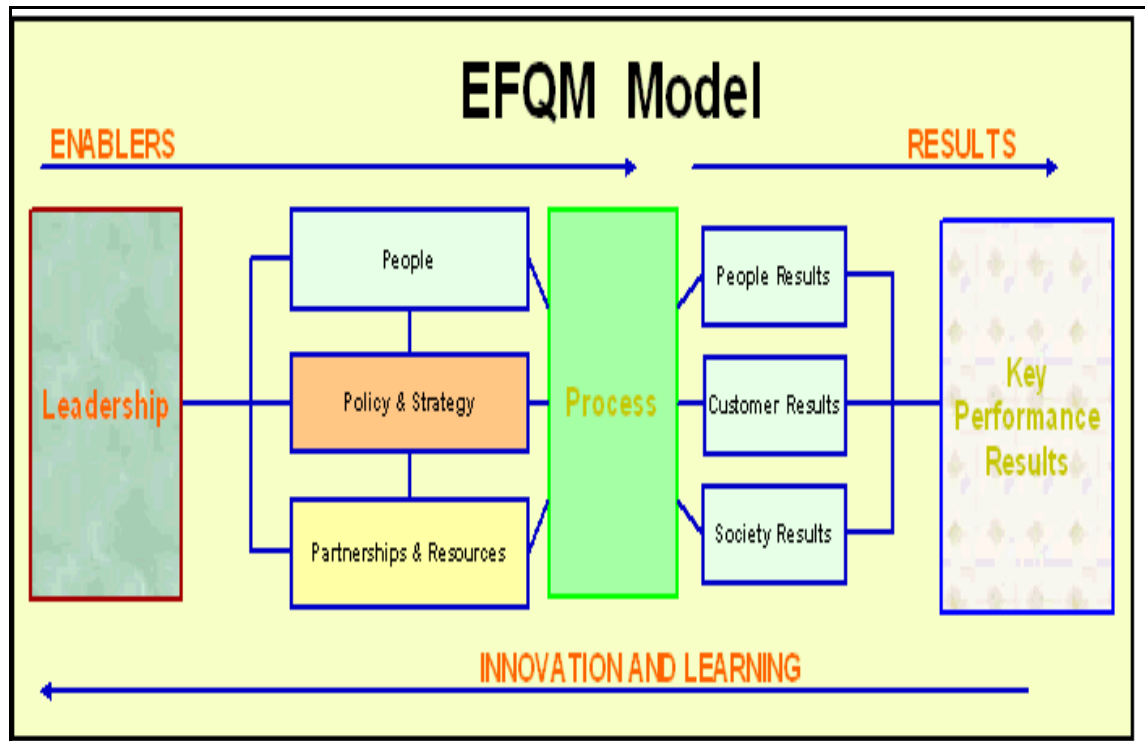 EFQM Model
ENABLERS
RESULTS
Leadership
People
Policy & Strategy
Partnerships & Resources
Process
People Results
Customer Results
Society Results
Key
Performance
Results
INNOVATION AND LEARNING